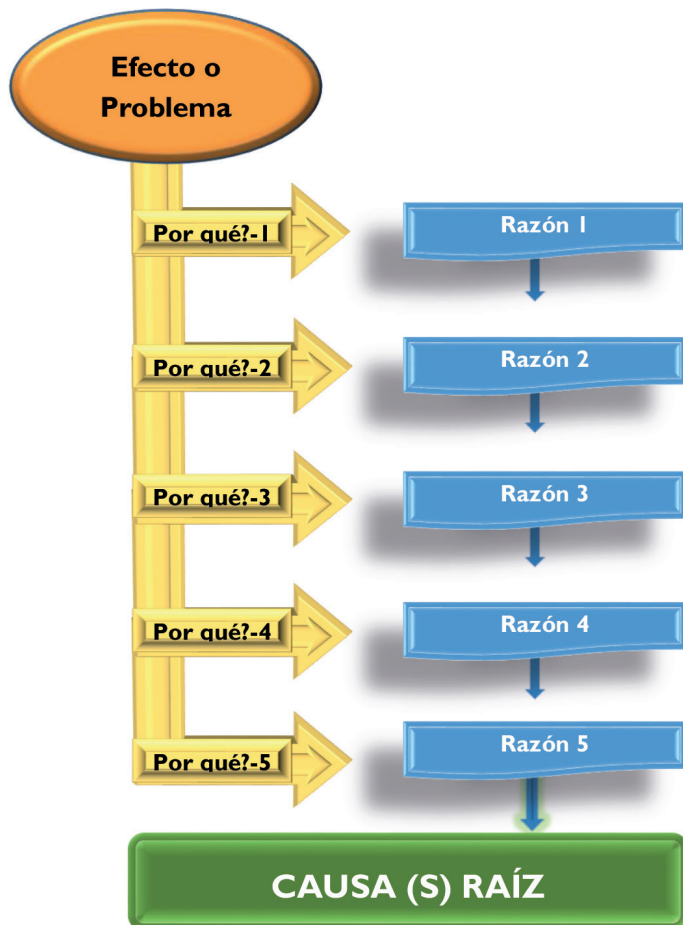 Efecto o
Problema
Por qué?-1
Razón 1
Por qué?-2
Razón 2
Por qué?-3
Razón 3
Por qué?-4
Razón 4
Por qué?-5
Razón 5
CAUSA (S) RAÍZ